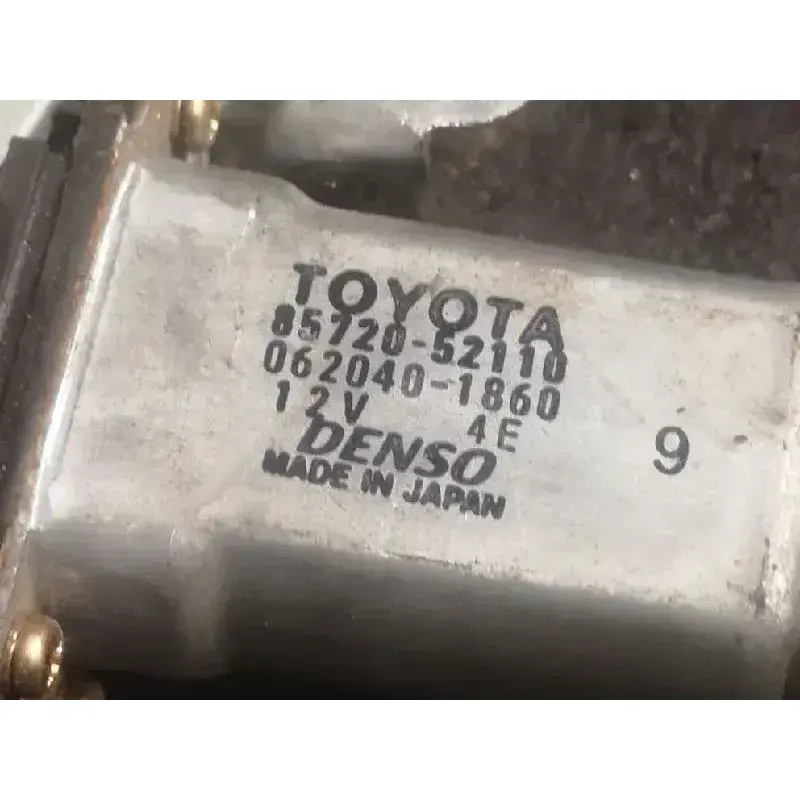 TOYOTA
85720-52110
062040-1860
12V 4E
DENSO
MADE IN JAPAN
9